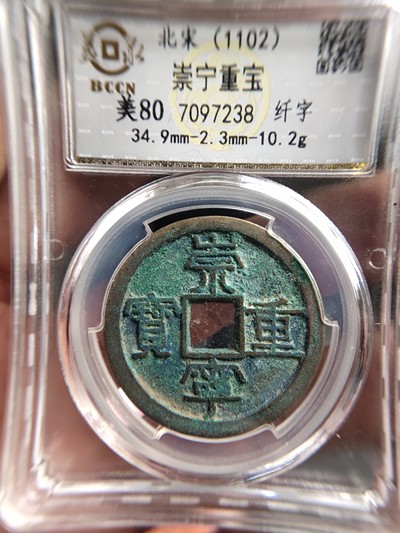 北宋 (1102)
BCCN
崇宁重宝
美80 7097238 纤字
34.9mm-2.3mm-10.2g
崇
寶 重
寧